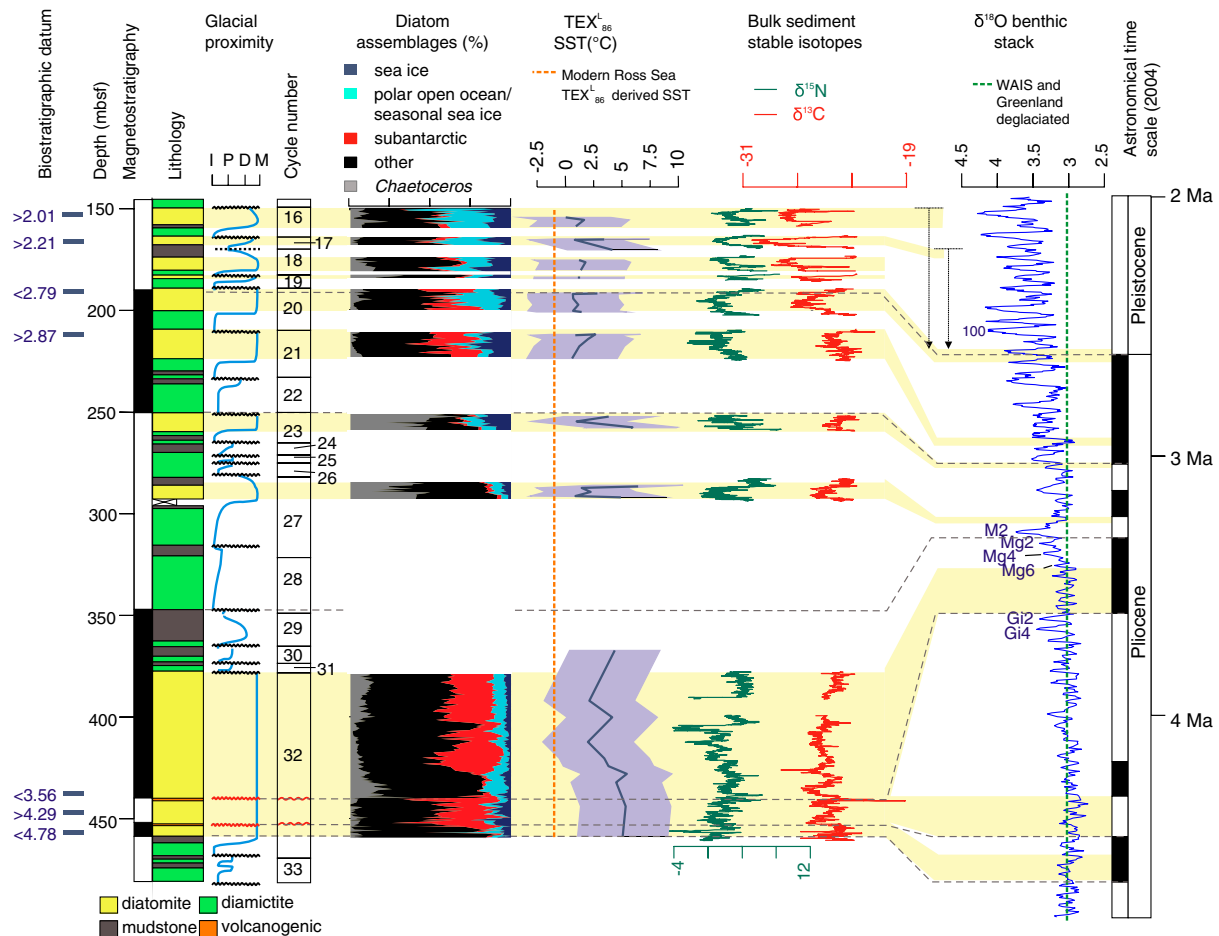 Biostratigraphic datum
Depth (mbsf)
Magnetostratigraphy
Lithology
Glacial
proximity
I P D M
Cycle number
Diatom
assemblages (%)
sea ice
polar open ocean/
seasonal sea ice
subantarctic
other
Chaetoceros
TEX L 86
SST(°C)
Modern Ross Sea
TEX L 86 derived SST
-2.5 0 2.5 5 7.5 10
Bulk sediment
stable isotopes
δ15N
δ13C
-31 -19
δ18O benthic
stack
WAIS and
Greenland
deglaciated
4.5 4 3.5 3 2.5
Astronomical time
scale (2004)
>2.01
>2.21
<2.79
>2.87
<3.56
>4.29
<4.78
150
200
250
300
350
400
450
16
17
18
19
20
21
22
23
24
25
26
27
28
29
30
31
32
33
100
M2
Mg2
Mg4
Mg6
Gi2
Gi4
2 Ma
3 Ma
4 Ma
Pleistocene
Pliocene
-4 12
diatomite diamictite
mudstone volcanogenic